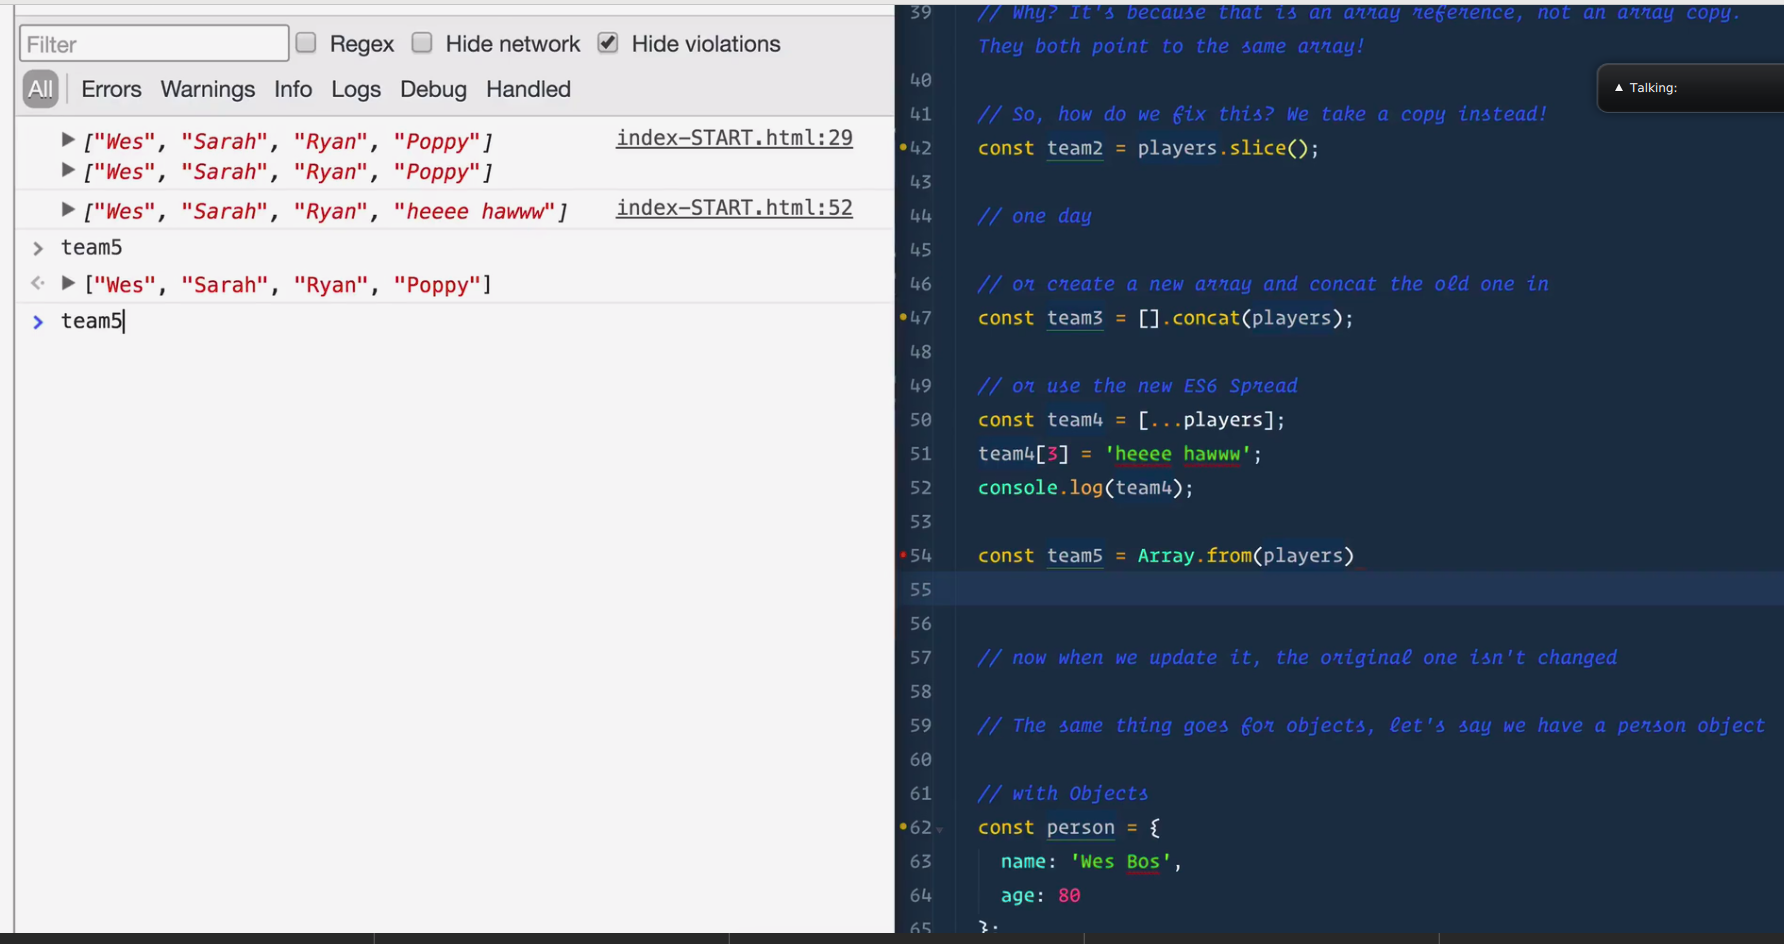 Filter Regex Hide network Hide violations
All Errors Warnings Info Logs Debug Handled
▶ ["Wes", "Sarah", "Ryan", "Poppy"] index-START.html:29
▶ ["Wes", "Sarah", "Ryan", "Poppy"]
▶ ["Wes", "Sarah", "Ryan", "heeee hawww"] index-START.html:52
> team5
<· ▶ ["Wes", "Sarah", "Ryan", "Poppy"]
> team5
39 // Why? It's because that is an array reference, not an array copy.
They both point to the same array!
40
▲ Talking:
41 // So, how do we fix this? We take a copy instead!
42 const team2 = players.slice();
43
44 // one day
45
46 // or create a new array and concat the old one in
47 const team3 = [].concat(players);
48
49 // or use the new ES6 Spread
50 const team4 = [...players];
51 team4[3] = 'heeee hawww';
52 console.log(team4);
53
54 const team5 = Array.from(players)
55
56
57 // now when we update it, the original one isn't changed
58
59 // The same thing goes for objects, let's say we have a person object
60
61 // with Objects
62 const person = {
63 name: 'Wes Bos',
64 age: 80
65 };